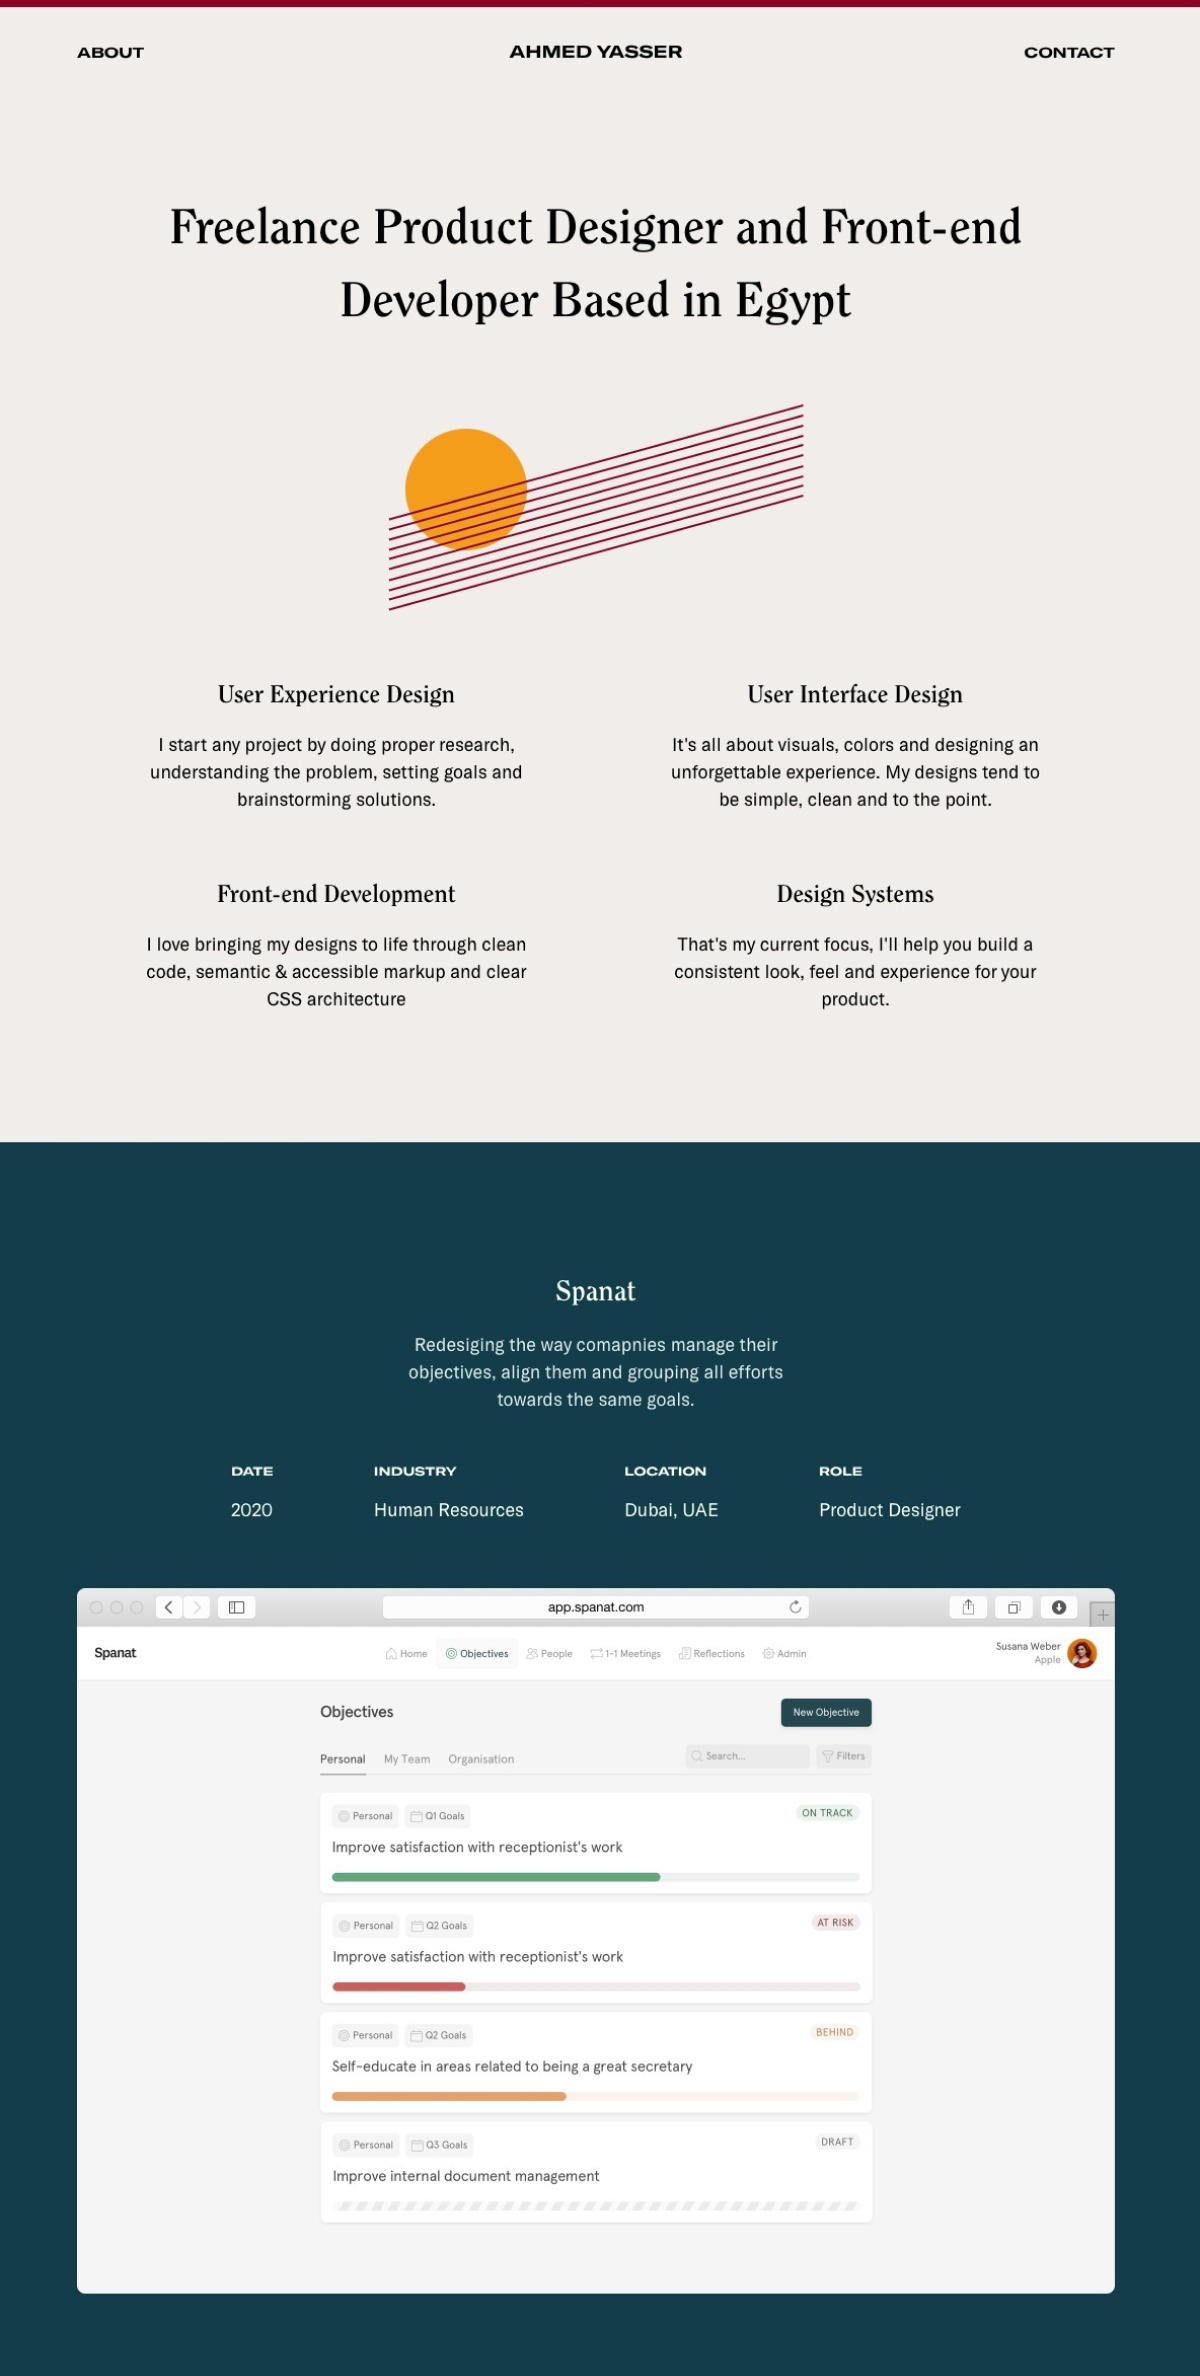 ABOUT
AHMED YASSER
CONTACT
Freelance Product Designer and Front-end
Developer Based in Egypt
User Experience Design
I start any project by doing proper research,
understanding the problem, setting goals and
brainstorming solutions.
User Interface Design
It's all about visuals, colors and designing an
unforgettable experience. My designs tend to
be simple, clean and to the point.
Front-end Development
I love bringing my designs to life through clean
code, semantic & accessible markup and clear
CSS architecture
Design Systems
That's my current focus, I'll help you build a
consistent look, feel and experience for your
product.
Spanat
Redesiging the way comapnies manage their
objectives, align them and grouping all efforts
towards the same goals.
DATE
2020
INDUSTRY
Human Resources
LOCATION
Dubai, UAE
ROLE
Product Designer
app.spanat.com
Spanat
Home
Objectives
People
1-1 Meetings
Reflections
Admin
Susana Weber
Apple
Objectives
New Objective
Personal
My Team
Organisation
Search...
Filters
Personal
Q1 Goals
ON TRACK
Improve satisfaction with receptionist's work
Personal
Q2 Goals
AT RISK
Improve satisfaction with receptionist's work
Personal
Q2 Goals
BEHIND
Self-educate in areas related to being a great secretary
Personal
Q3 Goals
DRAFT
Improve internal document management